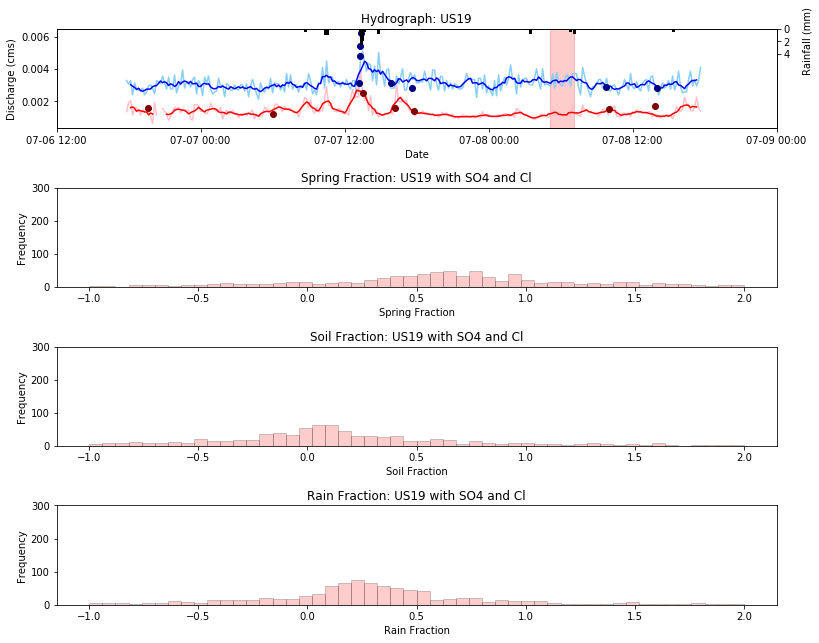 Hydrograph: US19
0.006
0.004
0.002
Discharge (cms)
0
2
4
Rainfall (mm)
07-06 12:00 07-07 00:00 07-07 12:00 07-08 00:00 07-08 12:00 07-09 00:00
Date
Spring Fraction: US19 with SO4 and Cl
300
200
100
0
Frequency
−1.0 −0.5 0.0 0.5 1.0 1.5 2.0
Spring Fraction
Soil Fraction: US19 with SO4 and Cl
300
200
100
0
Frequency
−1.0 −0.5 0.0 0.5 1.0 1.5 2.0
Soil Fraction
Rain Fraction: US19 with SO4 and Cl
300
200
100
0
Frequency
−1.0 −0.5 0.0 0.5 1.0 1.5 2.0
Rain Fraction